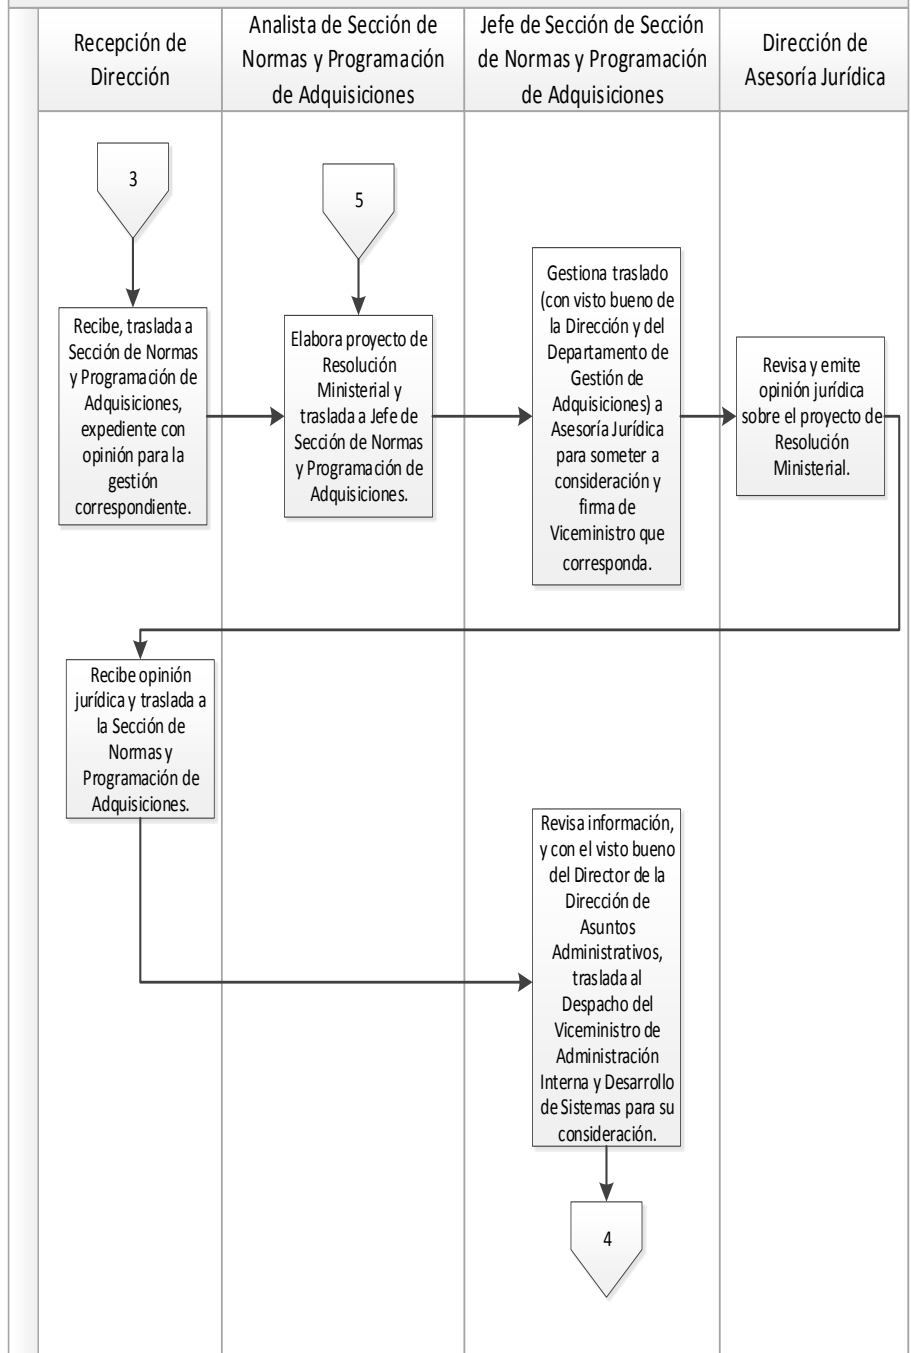 Recepción de
Dirección
Analista de Sección de
Normas y Programación
de Adquisiciones
Jefe de Sección de Sección
de Normas y Programación
de Adquisiciones
Dirección de
Asesoría Jurídica
3
Recibe, traslada a
Sección de Normas
y Programación de
Adquisiciones,
expediente con
opinión para la
gestión
correspondiente.
5
Elabora proyecto de
Resolución
Ministerial y
traslada a Jefe de
Sección de Normas
y Programación de
Adquisiciones.
Gestiona traslado
(con visto bueno de
la Dirección y del
Departamento de
Gestión de
Adquisiciones) a
Asesoría Jurídica
para someter a
consideración y
firma de
Viceministro que
corresponda.
Revisa y emite
opinión jurídica
sobre el proyecto de
Resolución
Ministerial.
Recibe opinión
jurídica y traslada a
la Sección de
Normas y
Programación de
Adquisiciones.
Revisa información,
y con el visto bueno
del Director de la
Dirección de
Asuntos
Administrativos,
traslada al
Despacho del
Viceministro de
Administración
Interna y Desarrollo
de Sistemas para su
consideración.
4